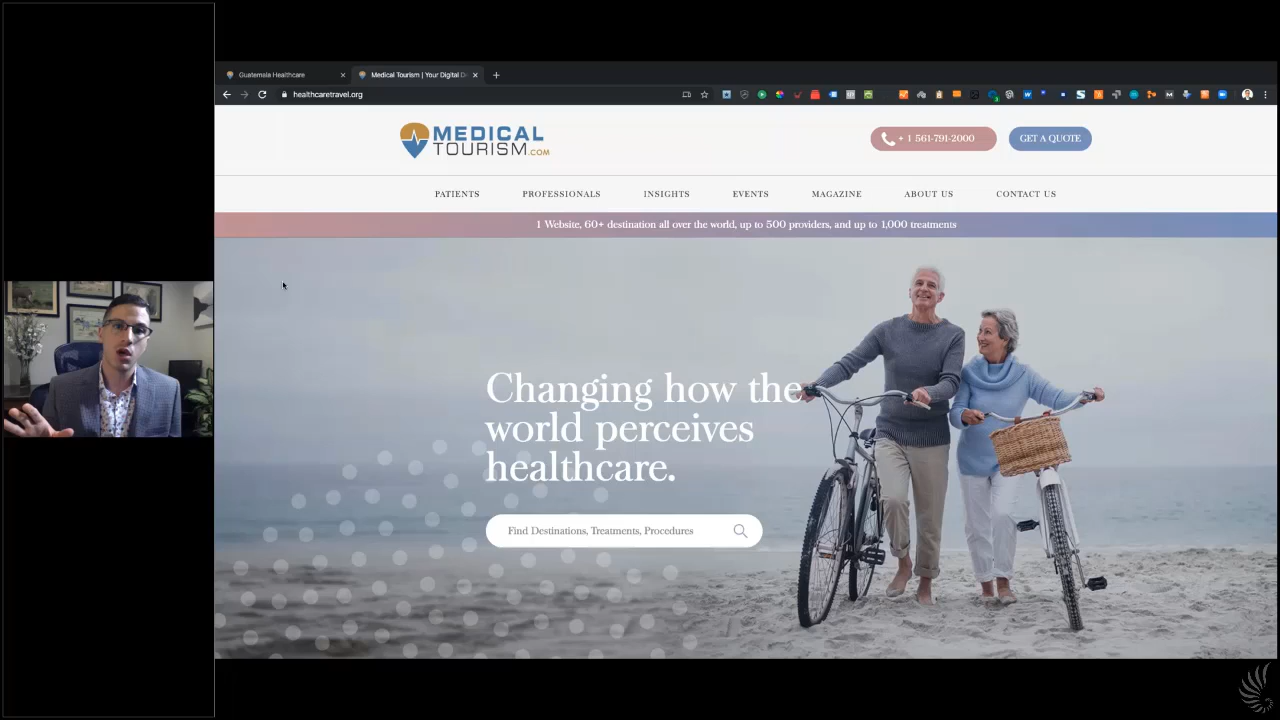 Guatemala Healthcare
Medical Tourism | Your Digital D
healthcaretravel.org
MEDICAL
TOURISM.COM
+ 1 561-791-2000
GET A QUOTE
PATIENTS
PROFESSIONALS
INSIGHTS
EVENTS
MAGAZINE
ABOUT US
CONTACT US
1 Website, 60+ destination all over the world, up to 500 providers, and up to 1,000 treatments
Changing how the
world perceives
healthcare.
Find Destinations, Treatments, Procedures